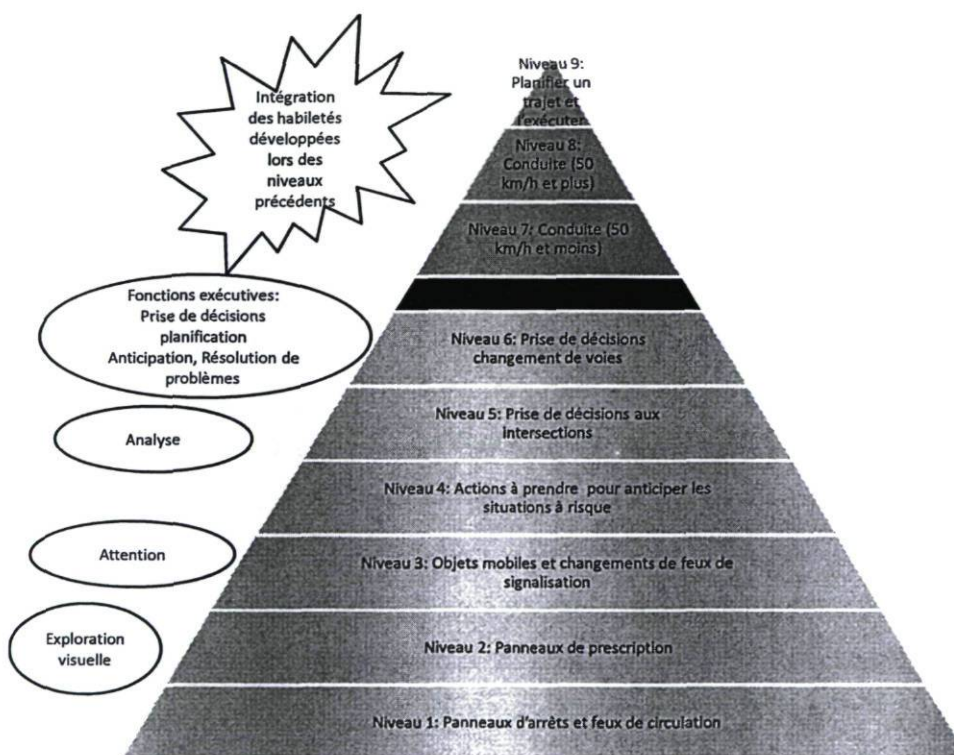 Intégration
des habiletés
développées
lors des
niveaux
précédents
Fonctions exécutives:
Prise de décisions
planification
Anticipation, Résolution de
problèmes
Analyse
Attention
Exploration
visuelle
Niveau 9:
Planifier un
trajet et
l'exécuter
Niveau 8:
Conduite (50
km/h et plus)
Niveau 7: Conduite (50
km/h et moins)
Niveau 6: Prise de décisions
changement de voies
Niveau 5: Prise de décisions aux
intersections
Niveau 4: Actions à prendre pour anticiper les
situations à risque
Niveau 3: Objets mobiles et changements de feux de
signalisation
Niveau 2: Panneaux de prescription
Niveau 1: Panneaux d'arrêts et feux de circulation